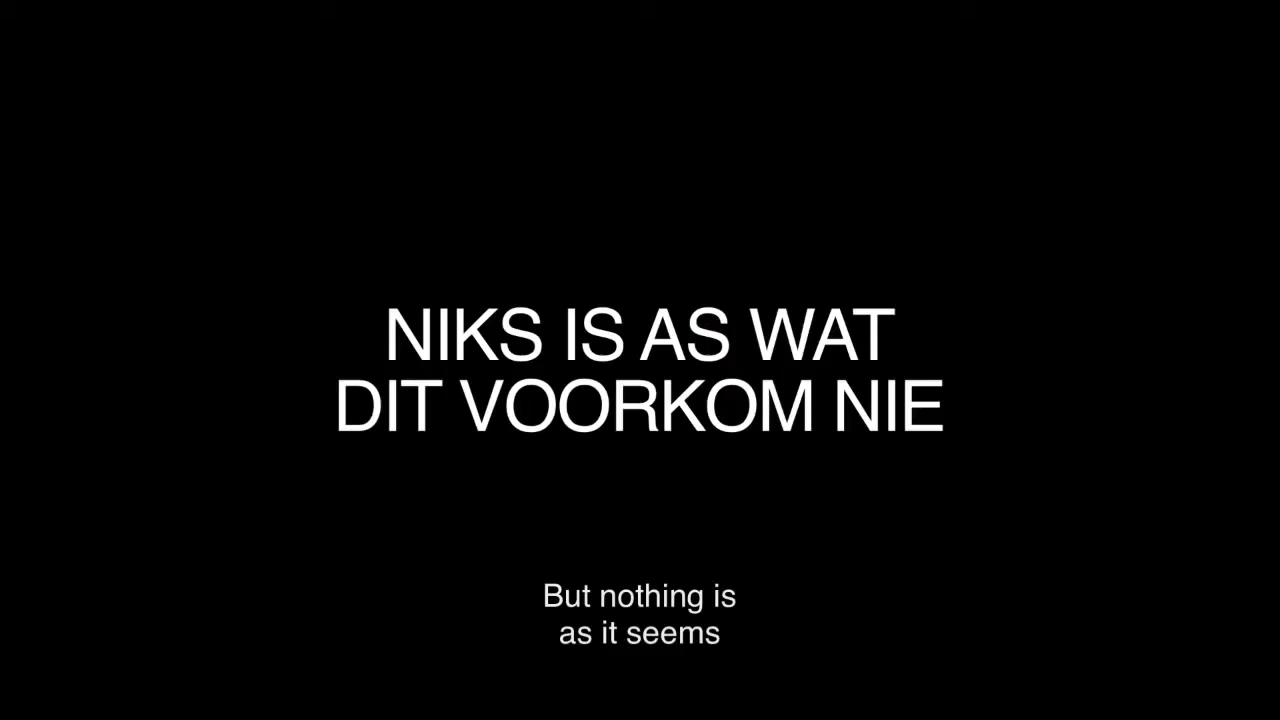 NIKS IS AS WAT
DIT VOORKOM NIE
But nothing is
as it seems